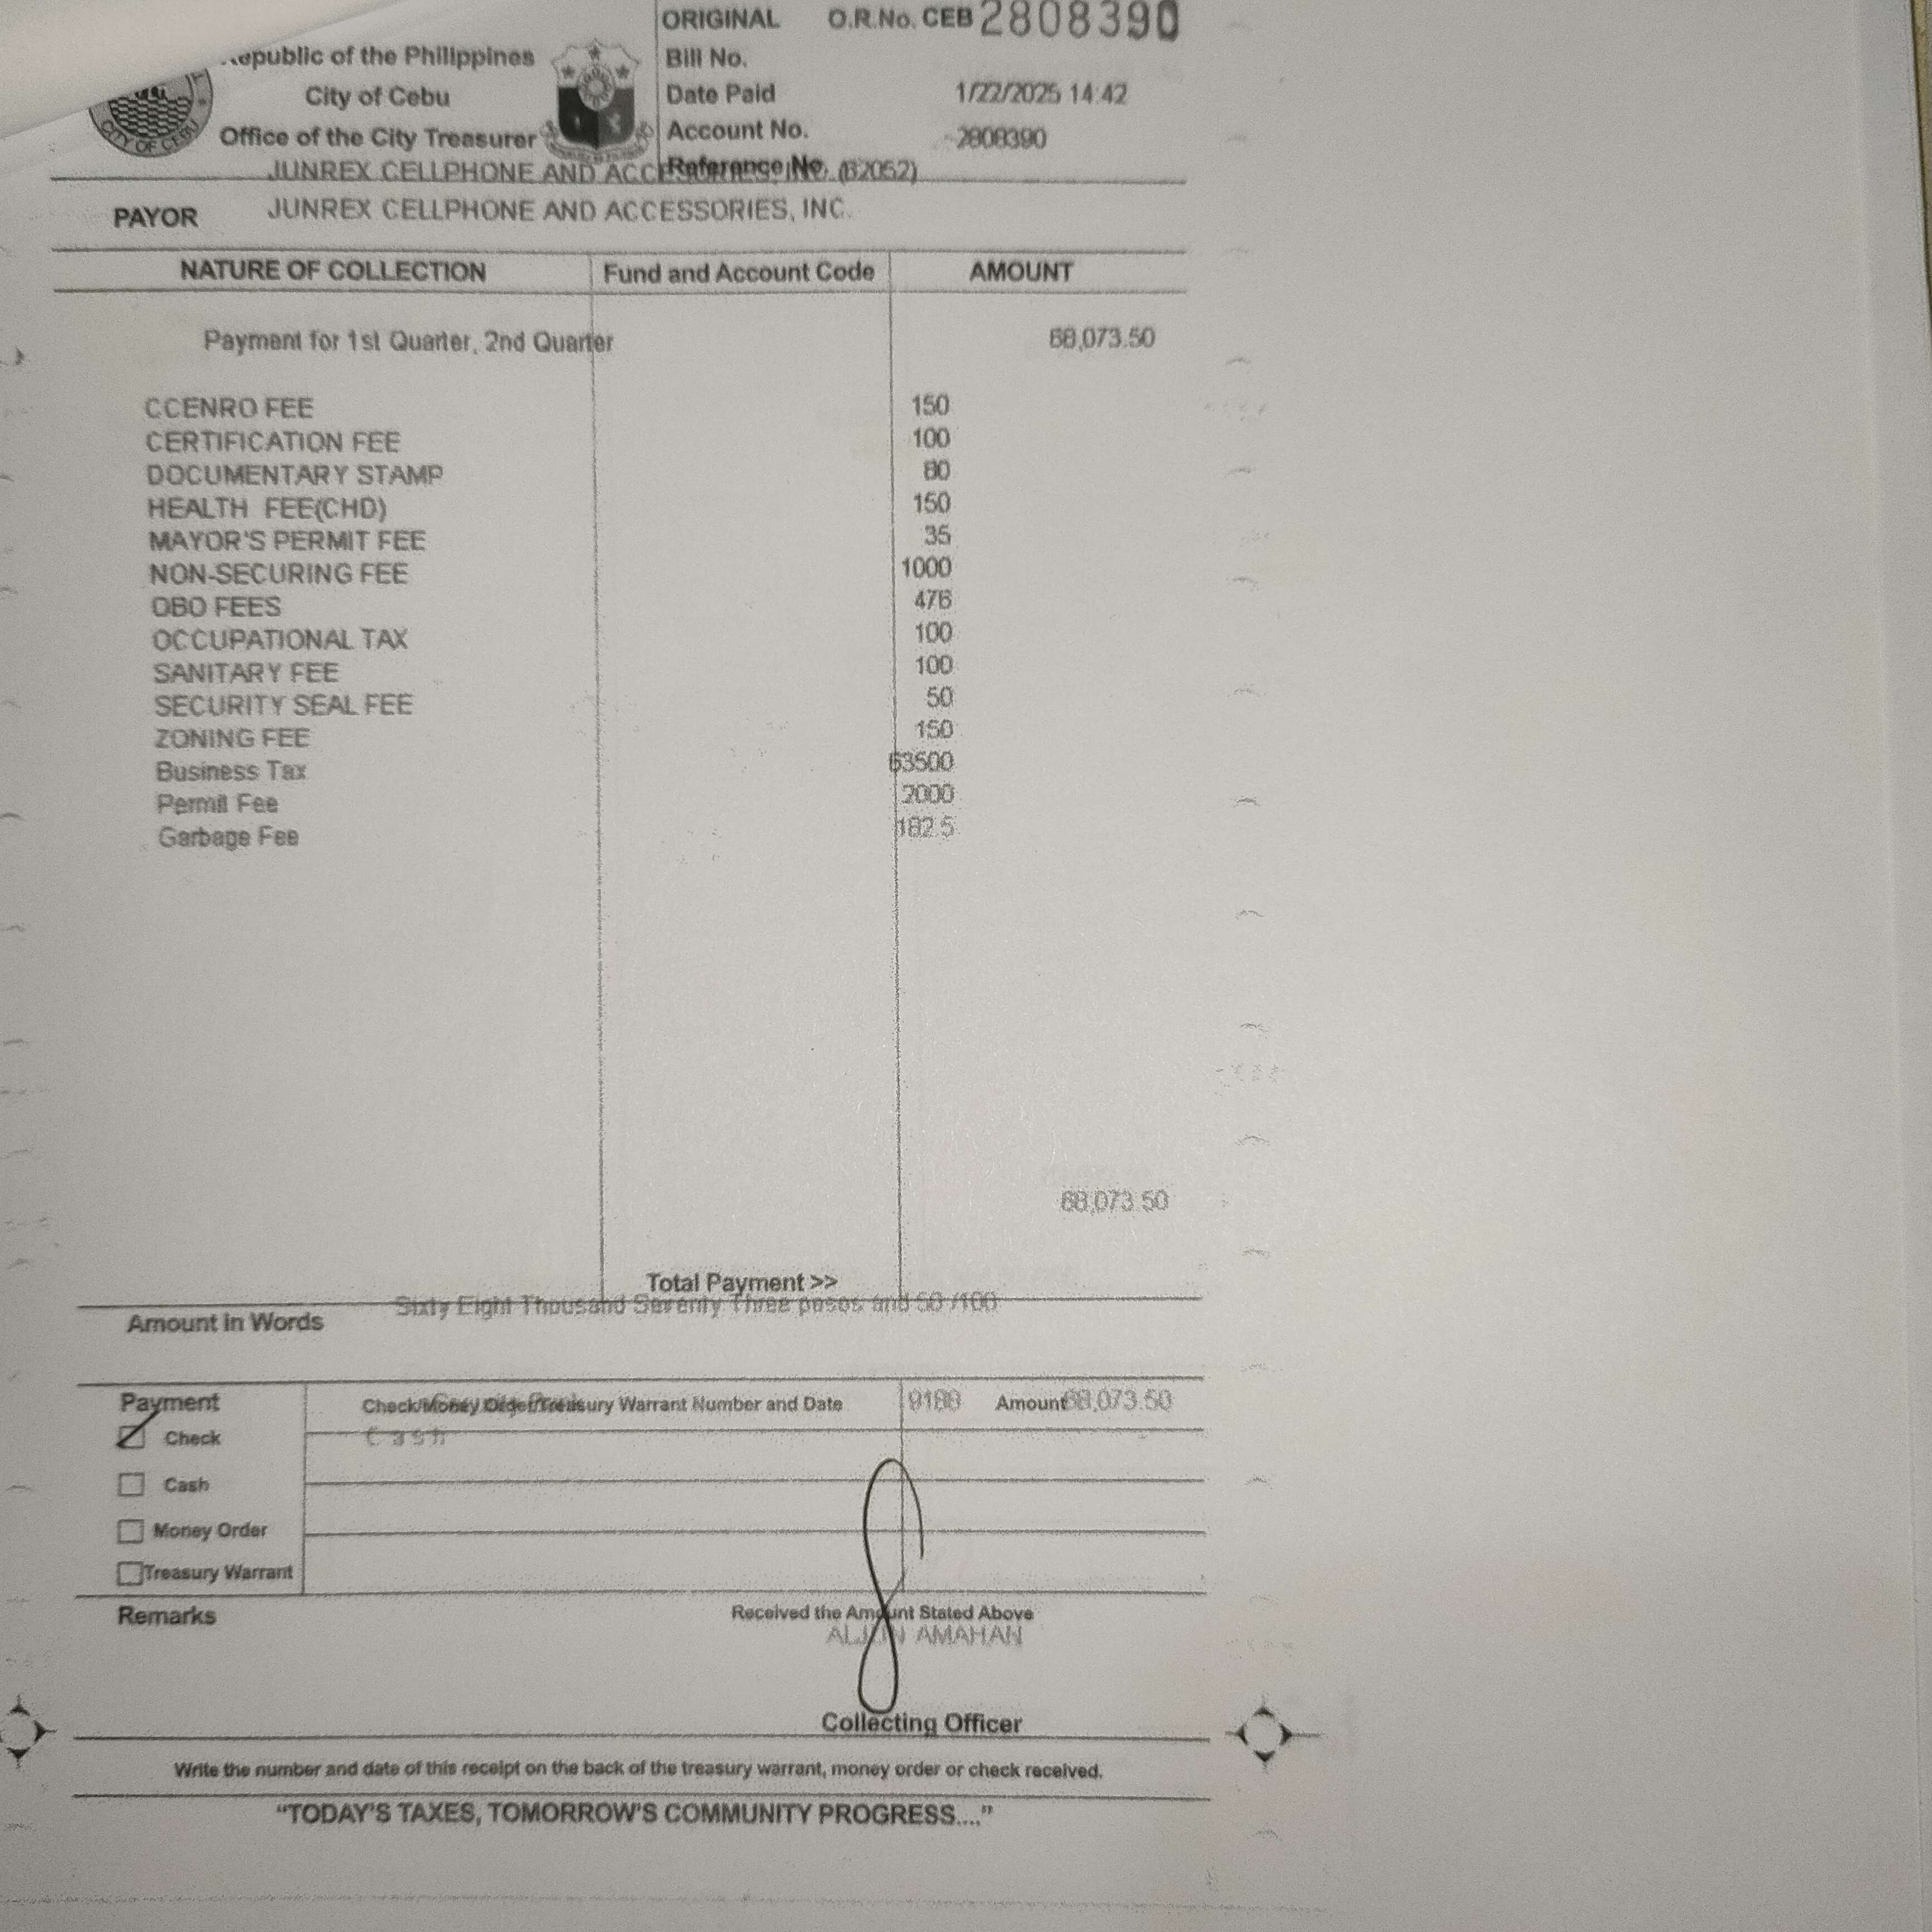 ORIGINAL O.R.No. CEB 2808390
Republic of the Philippines
Bill No.
City of Cebu
Date Paid 1/22/2025 14:42
Office of the City Treasurer
Account No. 2808390
CITY OF CEBU
Reference No.
JUNREX CELLPHONE AND ACCESSORIES, INC.
PAYOR JUNREX CELLPHONE AND ACCESSORIES, INC.
NATURE OF COLLECTION Fund and Account Code AMOUNT
Payment for 1st Quarter, 2nd Quarter 68,073.50
CCENRO FEE 150
CERTIFICATION FEE 100
DOCUMENTARY STAMP 80
HEALTH FEE(CHD) 150
MAYOR'S PERMIT FEE 35
NON-SECURING FEE 1000
OBO FEES 476
OCCUPATIONAL TAX 100
SANITARY FEE 100
SECURITY SEAL FEE 50
ZONING FEE 150
Business Tax 63500
Permit Fee 2000
Garbage Fee 182.5
68,073.50
Total Payment >>
Sixty Eight Thousand Seventy Three pesos and 50 /100
Amount in Words
Payment Check/Money Order/Treasury Warrant Number and Date Amount 68,073.50
Check Cash
Cash
Money Order
Treasury Warrant
Remarks Received the Amount Stated Above
ALJUN AMAHAN
Collecting Officer
Write the number and date of this receipt on the back of the treasury warrant, money order or check received.
“TODAY'S TAXES, TOMORROW'S COMMUNITY PROGRESS....”